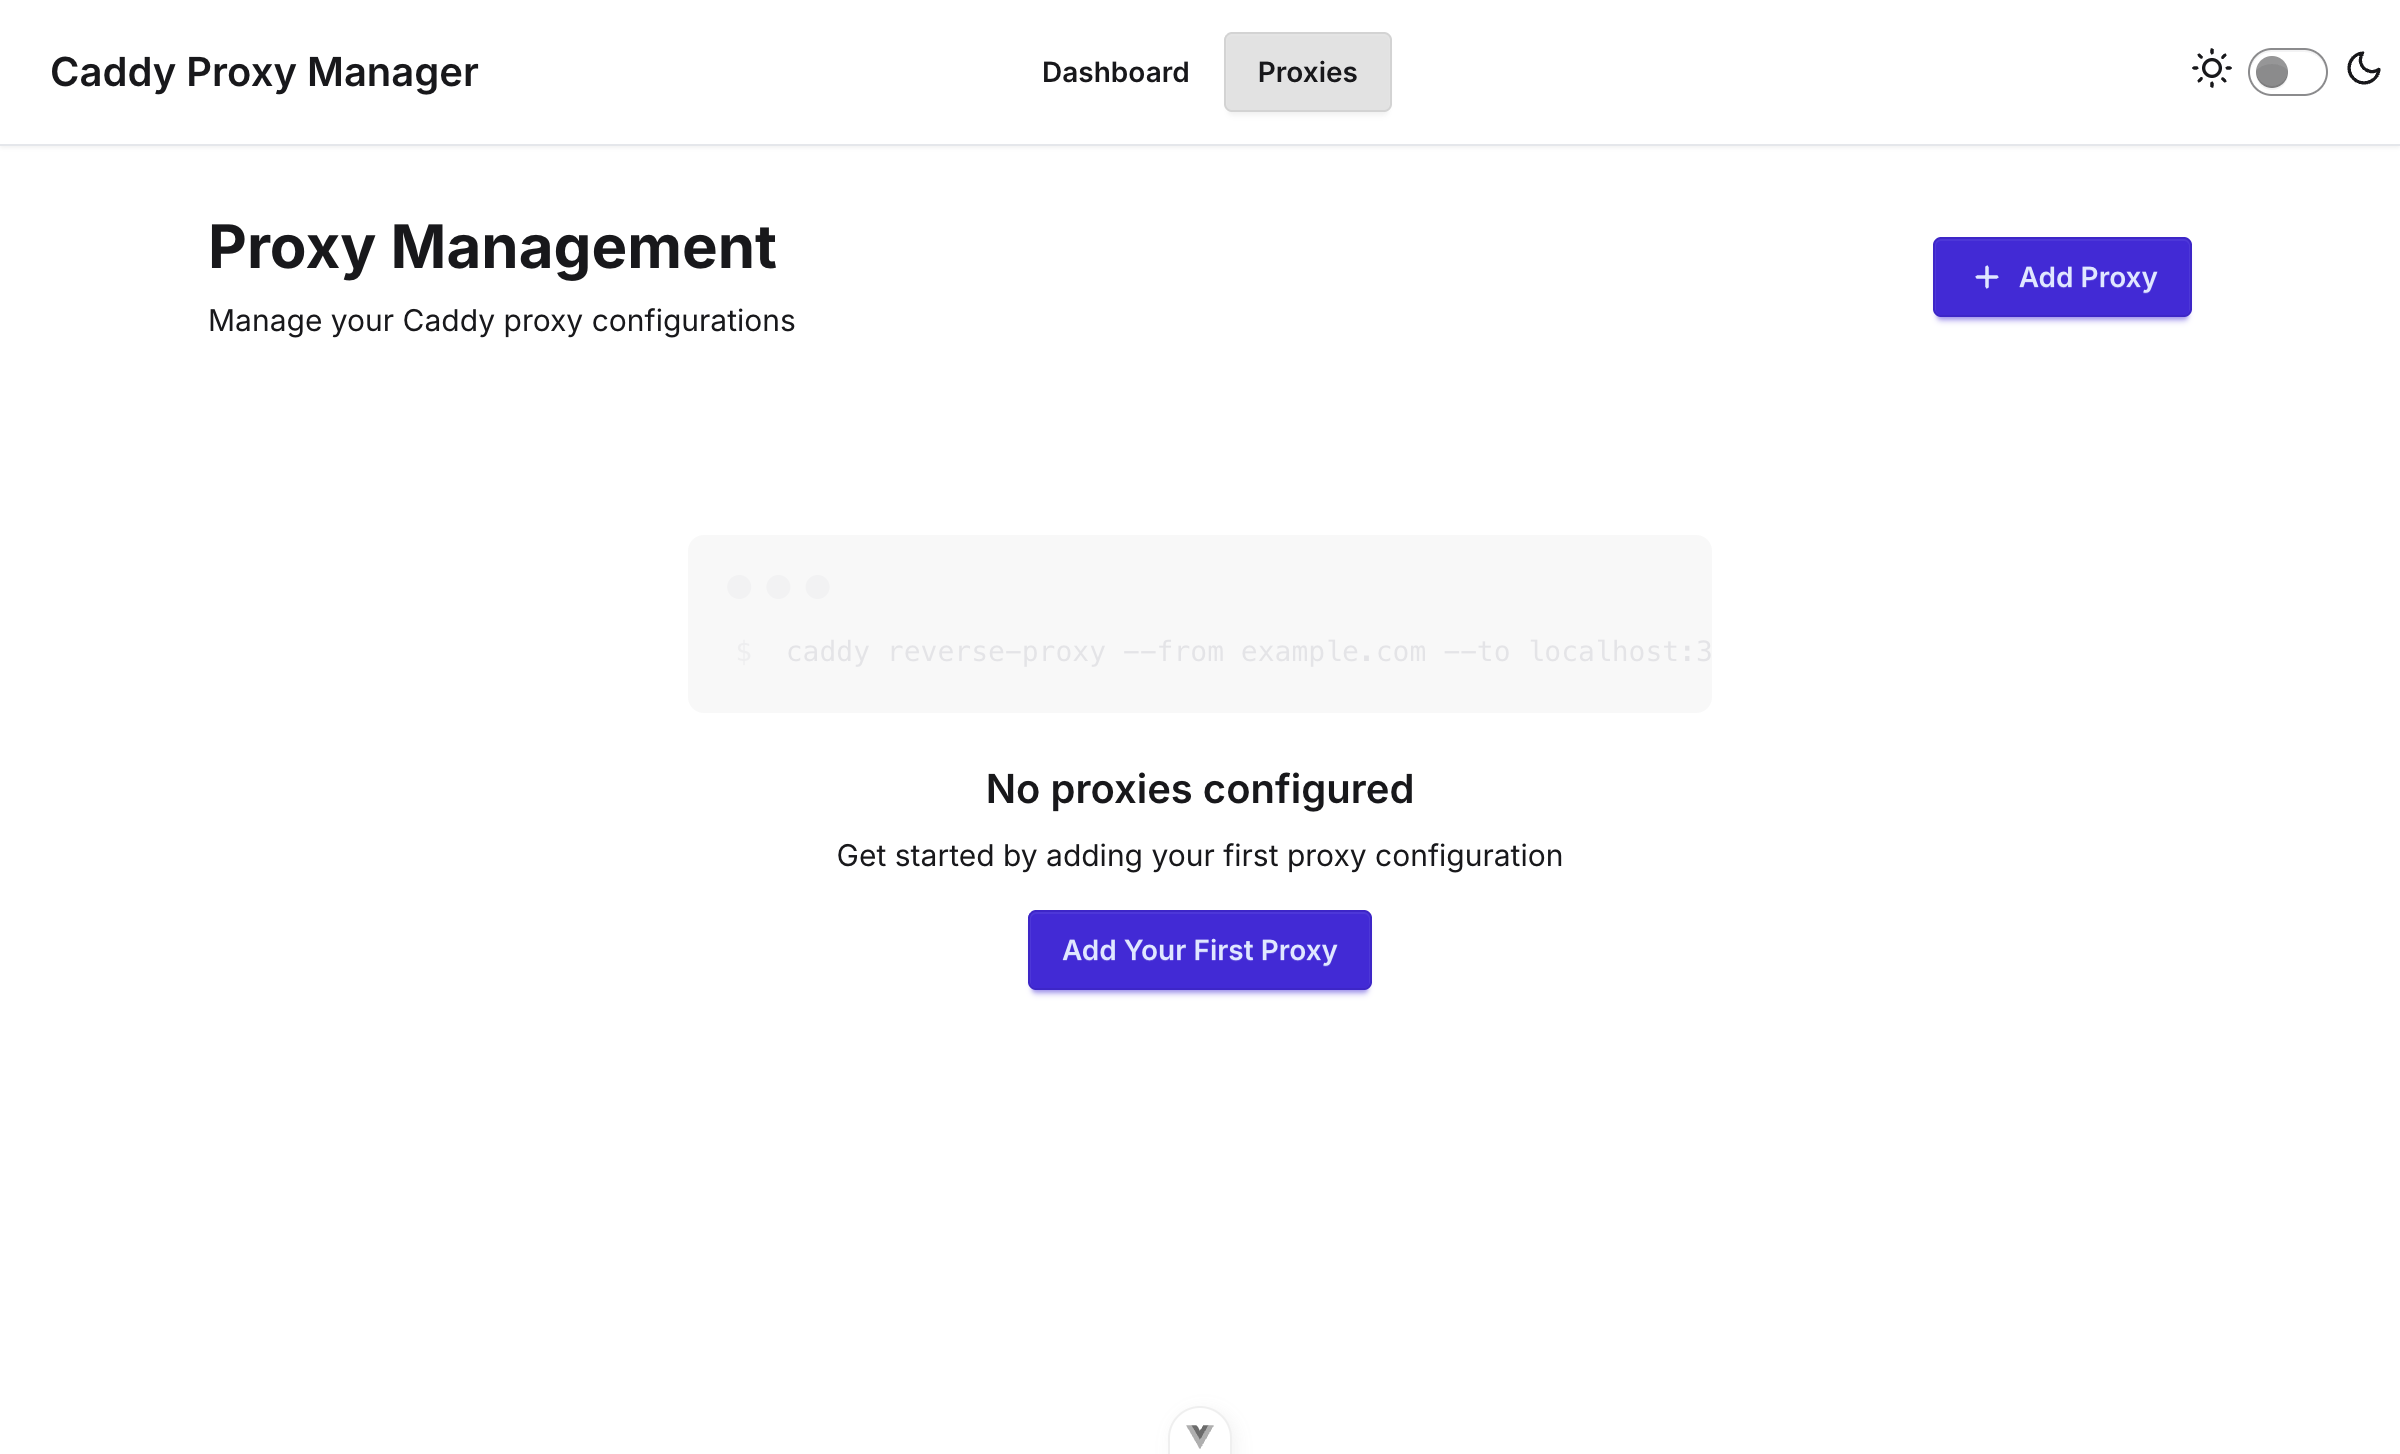 Caddy Proxy Manager
Dashboard
Proxies
Proxy Management
Manage your Caddy proxy configurations
+ Add Proxy
$ caddy reverse-proxy --from example.com --to localhost:3
No proxies configured
Get started by adding your first proxy configuration
Add Your First Proxy